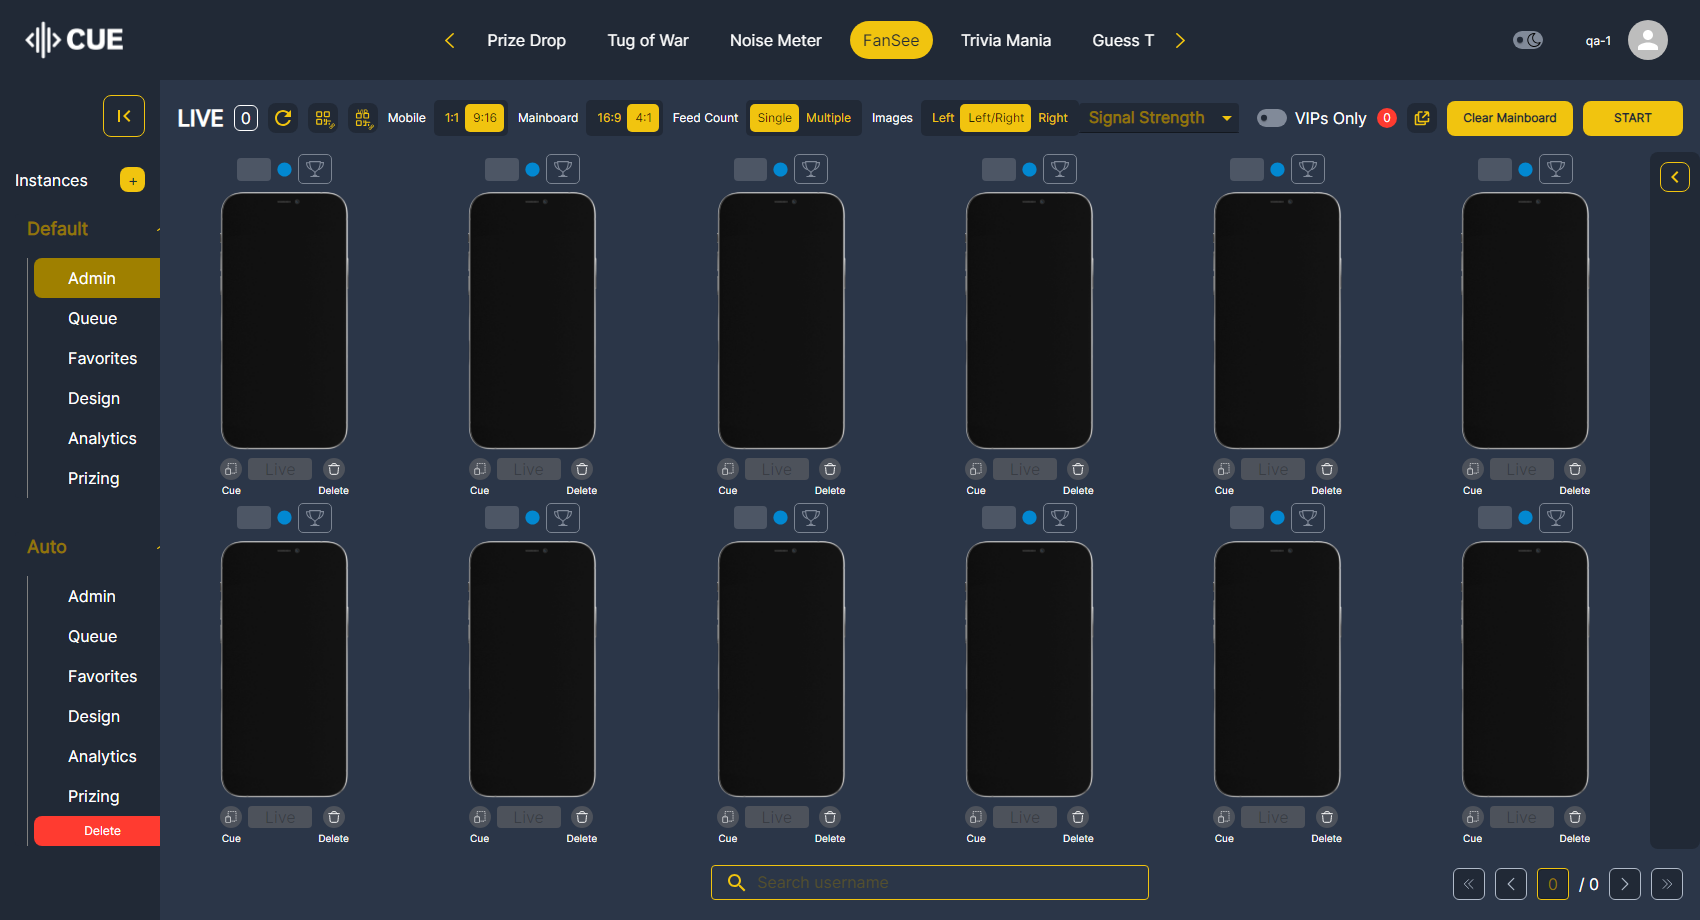 CUE
Prize Drop Tug of War Noise Meter FanSee Trivia Mania Guess T
qa-1
LIVE 0 Mobile 1:1 9:16 Mainboard 16:9 4:1 Feed Count Single Multiple Images Left Left/Right Right Signal Strength VIPs Only 0 Clear Mainboard START
Instances +
Default
Admin
Queue
Favorites
Design
Analytics
Prizing
Live Live Live Live Live Live
Cue Delete Cue Delete Cue Delete Cue Delete Cue Delete Cue Delete
Auto
Admin
Queue
Favorites
Design
Analytics
Prizing
Delete
Live Live Live Live Live Live
Cue Delete Cue Delete Cue Delete Cue Delete Cue Delete Cue Delete
Search username
0 / 0